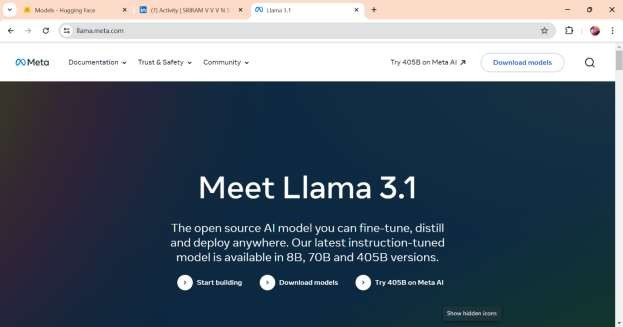 Models - Hugging Face
(7) Activity | SRIRAM V V V N
Llama 3.1
llama.meta.com
Meta
Documentation
Trust & Safety
Community
Try 405B on Meta AI
Download models
Meet Llama 3.1
The open source AI model you can fine-tune, distill
and deploy anywhere. Our latest instruction-tuned
model is available in 8B, 70B and 405B versions.
Start building
Download models
Try 405B on Meta AI
Show hidden icons